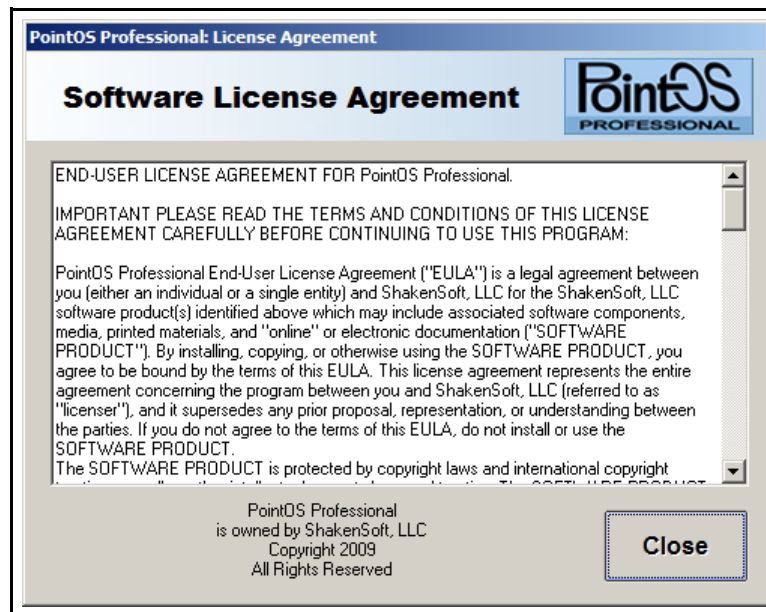 PointOS Professional: License Agreement
Software License Agreement
PointOS
PROFESSIONAL
END-USER LICENSE AGREEMENT FOR PointOS Professional.
IMPORTANT PLEASE READ THE TERMS AND CONDITIONS OF THIS LICENSE
AGREEMENT CAREFULLY BEFORE CONTINUING TO USE THIS PROGRAM:
PointOS Professional End-User License Agreement ("EULA") is a legal agreement between
you (either an individual or a single entity) and ShakenSoft, LLC for the ShakenSoft, LLC
software product(s) identified above which may include associated software components,
media, printed materials, and "online" or electronic documentation ("SOFTWARE
PRODUCT"). By installing, copying, or otherwise using the SOFTWARE PRODUCT, you
agree to be bound by the terms of this EULA. This license agreement represents the entire
agreement concerning the program between you and ShakenSoft, LLC (referred to as
"licenser"), and it supersedes any prior proposal, representation, or understanding between
the parties. If you do not agree to the terms of this EULA, do not install or use the
SOFTWARE PRODUCT.
The SOFTWARE PRODUCT is protected by copyright laws and international copyright
PointOS Professional
is owned by ShakenSoft, LLC
Copyright 2009
All Rights Reserved
Close